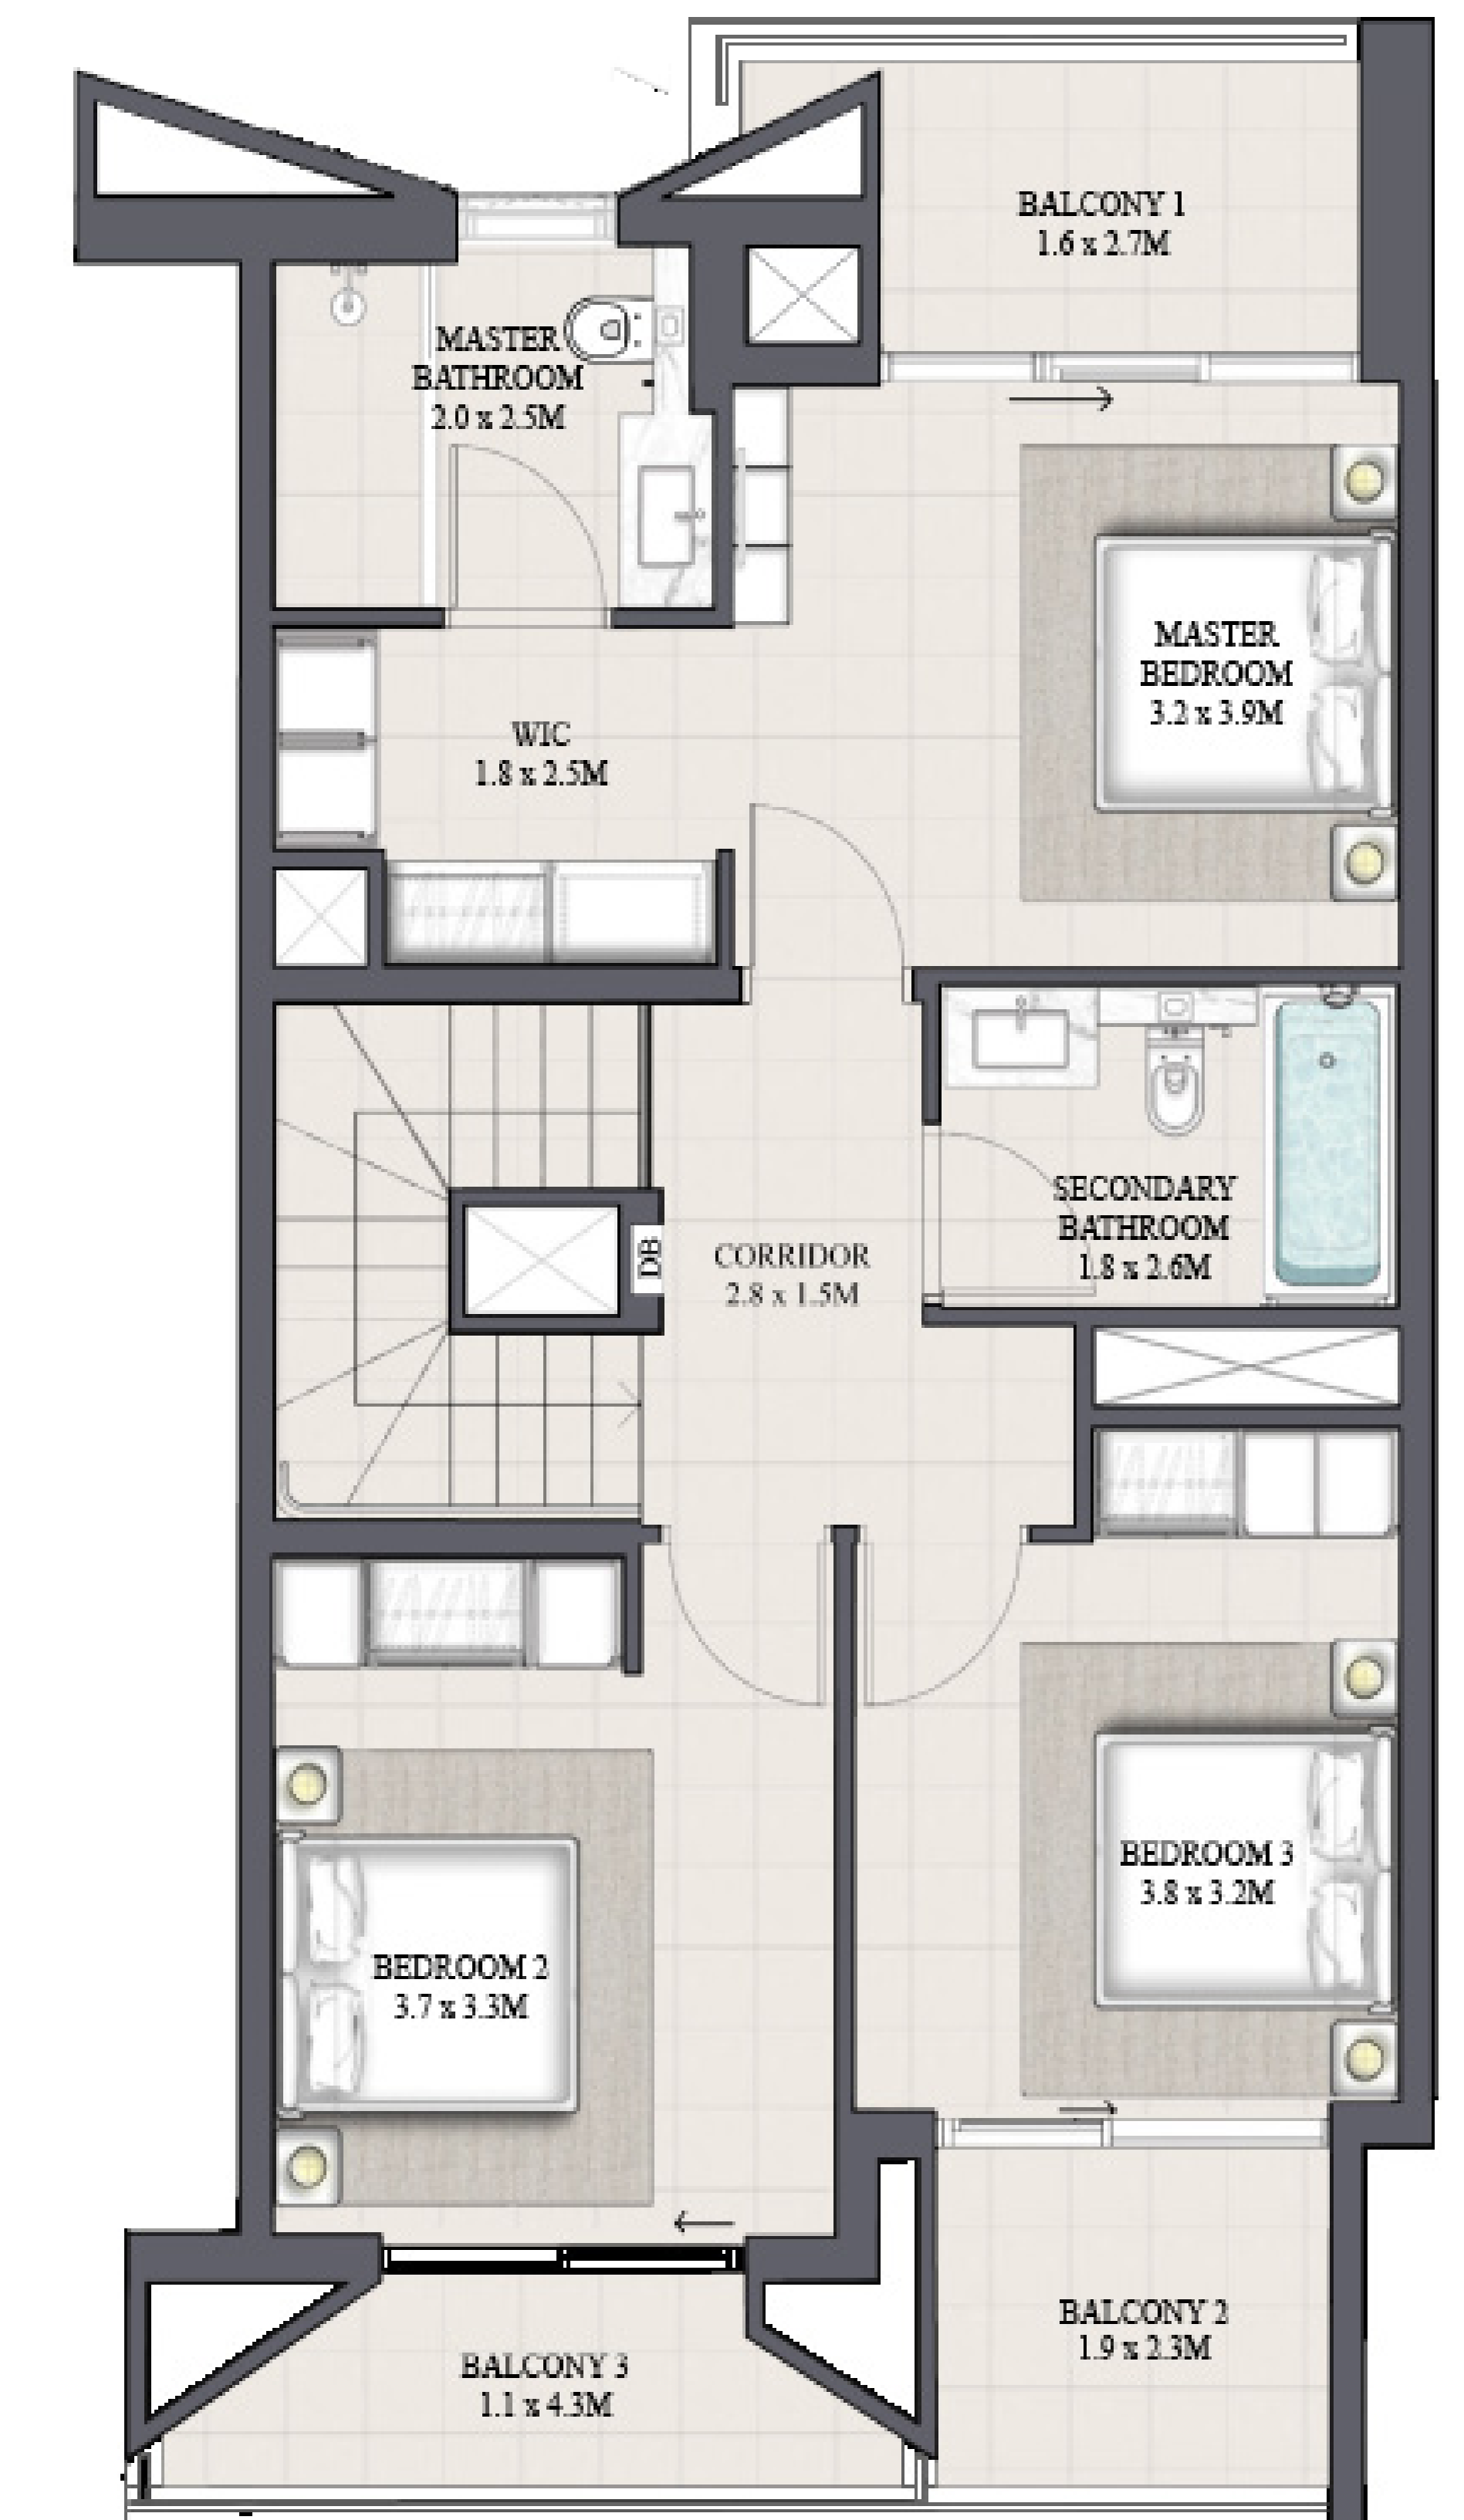 BALCONY 1
1.6 x 2.7M
MASTER
BATHROOM
2.0 x 2.5M
MASTER
BEDROOM
3.2 x 3.9M
WIC
1.8 x 2.5M
SECONDARY
BATHROOM
1.8 x 2.6M
DB
CORRIDOR
2.8 x 1.5M
BEDROOM 3
3.8 x 3.2M
BEDROOM 2
3.7 x 3.3M
BALCONY 2
1.9 x 2.3M
BALCONY 3
1.1 x 4.3M